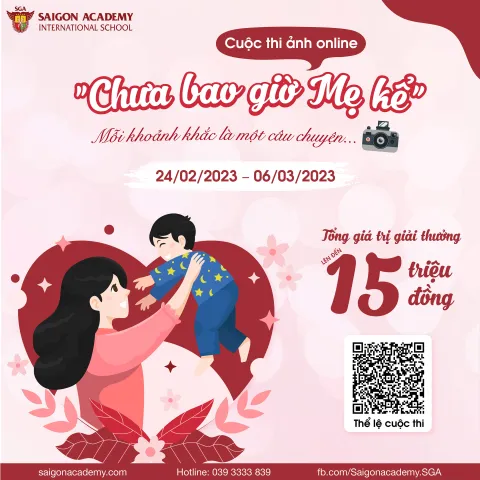 SGA
SAIGON ACADEMY
INTERNATIONAL SCHOOL
Cuộc thi ảnh online
"Chưa bao giờ Mẹ kể"
Mỗi khoảnh khắc là một câu chuyện...
24/02/2023 – 06/03/2023
Tổng giá trị giải thưởng
LÊN ĐẾN
15 triệu
đồng
Thể lệ cuộc thi
saigonacademy.com
Hotline: 039 3333 839
fb.com/Saigonacademy.SGA